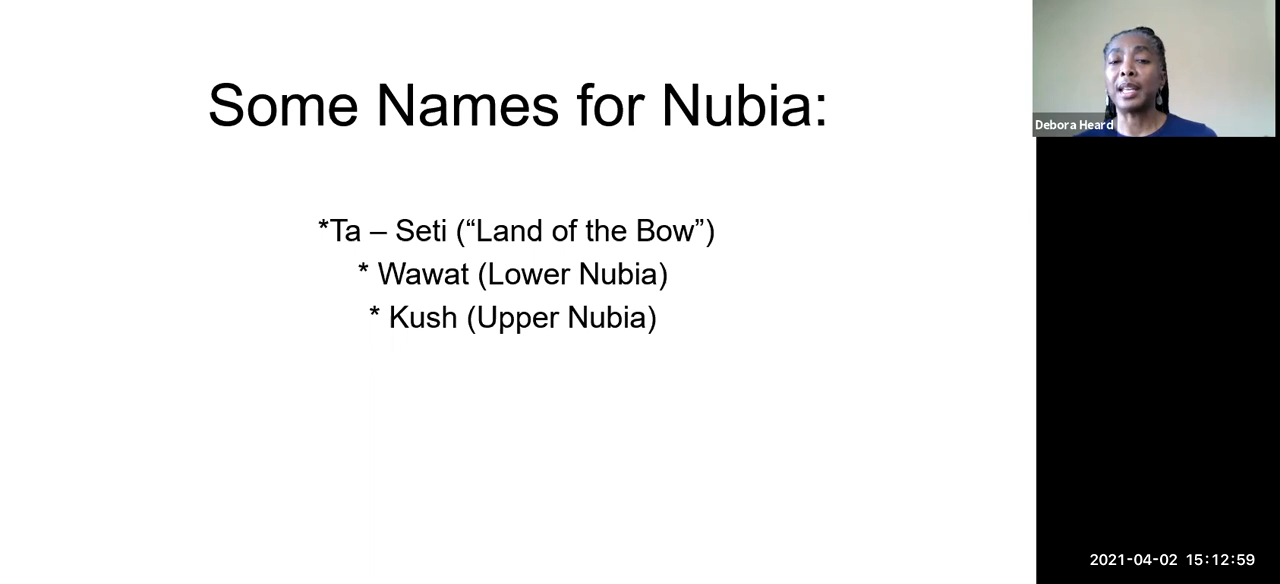 Some Names for Nubia:
*Ta – Seti (“Land of the Bow”)
* Wawat (Lower Nubia)
* Kush (Upper Nubia)
Debora Heard
2021-04-02 15:12:59